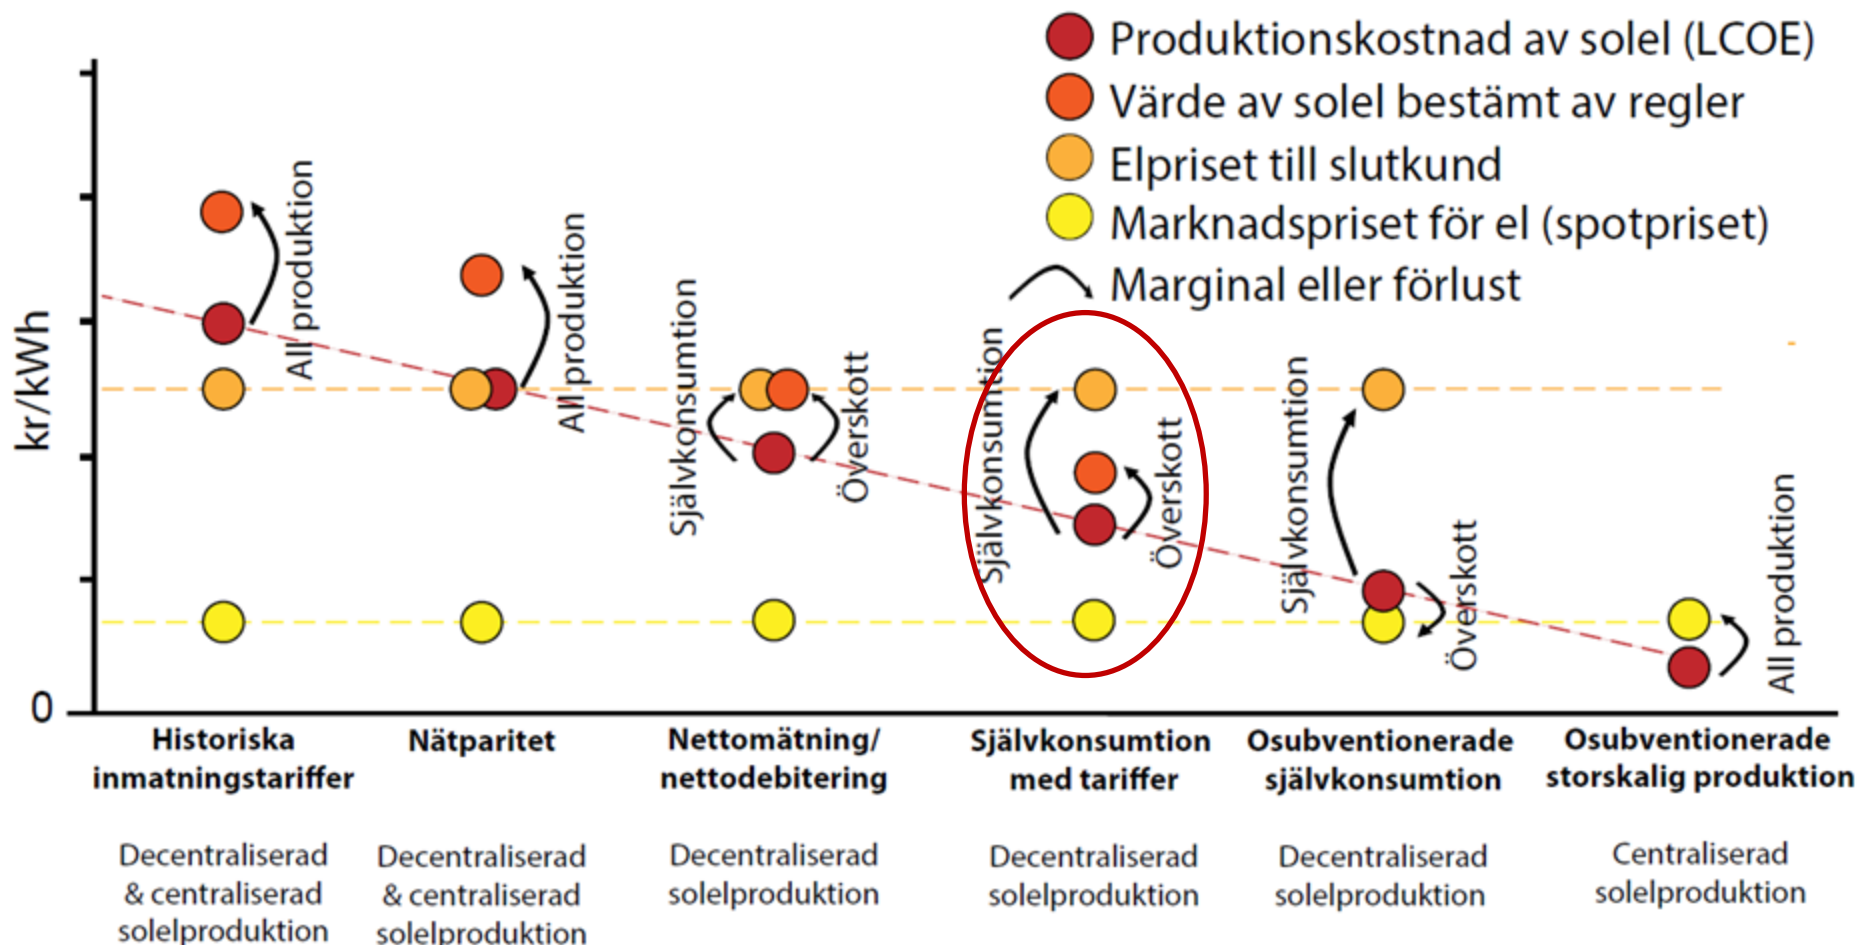 Produktionskostnad av solel (LCOE)
Värde av solel bestämt av regler
Elpriset till slutkund
Marknadspriset för el (spotpriset)
Marginal eller förlust
kr/kWh
0
All produktion
All produktion
Självkonsumtion
Överskott
Självkonsumtion
Överskott
Självkonsumtion
Överskott
All produktion
Historiska
inmatningstariffer
Decentraliserad
& centraliserad
solelproduktion
Nätparitet
Decentraliserad
& centraliserad
solelproduktion
Nettomätning/
nettodebitering
Decentraliserad
solelproduktion
Självkonsumtion
med tariffer
Decentraliserad
solelproduktion
Osubventionerade
självkonsumtion
Decentraliserad
solelproduktion
Osubventionerade
storskalig produktion
Centraliserad
solelproduktion